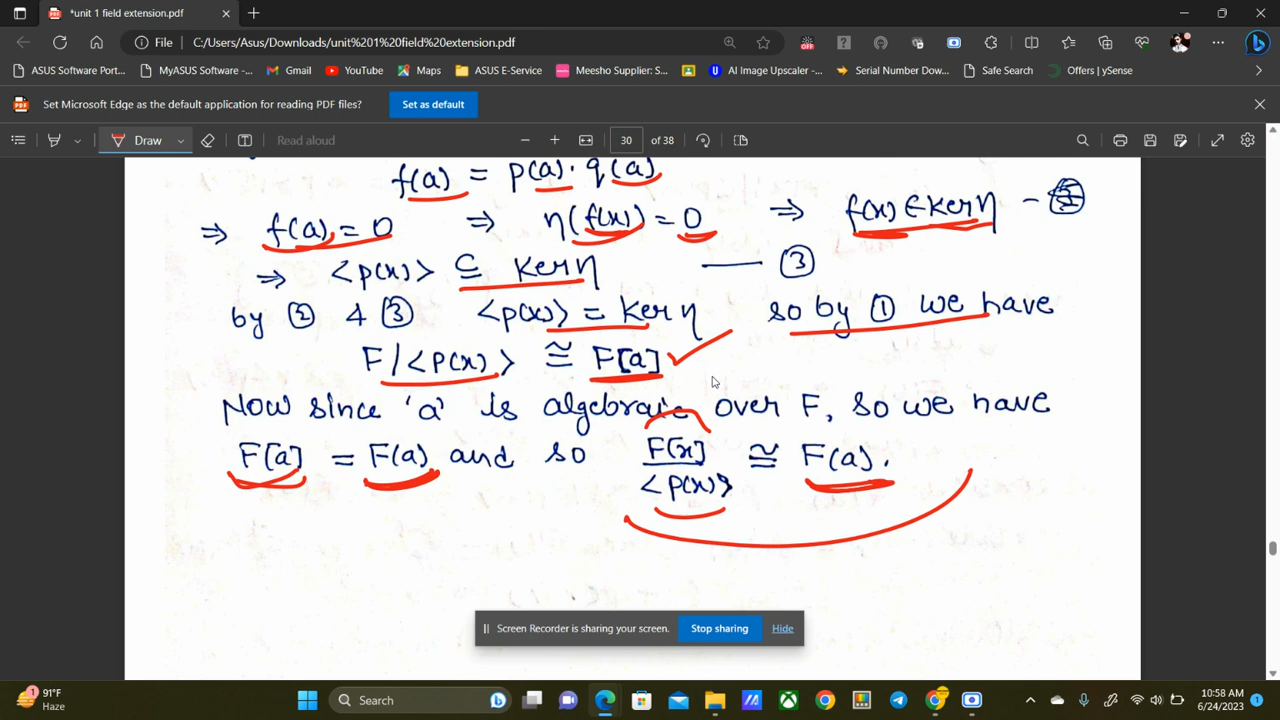 *unit 1 field extension.pdf
File C:/Users/Asus/Downloads/unit%201%20field%20extension.pdf
ASUS Software Port... MyASUS Software -... Gmail YouTube Maps ASUS E-Service Meesho Supplier: S... AI Image Upscaler -... Serial Number Dow... Safe Search Offers | ySense
Set Microsoft Edge as the default application for reading PDF files? Set as default
Draw Read aloud 30 of 38
f(a) = p(a). q(a)
⇒ f(a) = 0 ⇒ η(f(x)) = 0 ⇒ f(x) ∈ kerη -
⇒ <p(x)> ⊆ kerη —— ③
by ② & ③ <p(x)> = kerη so by ① we have
F/<p(x)> ≅ F[a]
Now since 'a' is algebraic over F, so we have
F[a] = F(a) and so F[x]/<p(x)> ≅ F(a).
Screen Recorder is sharing your screen. Stop sharing Hide
1
91°F
Haze
Search
10:58 AM
6/24/2023